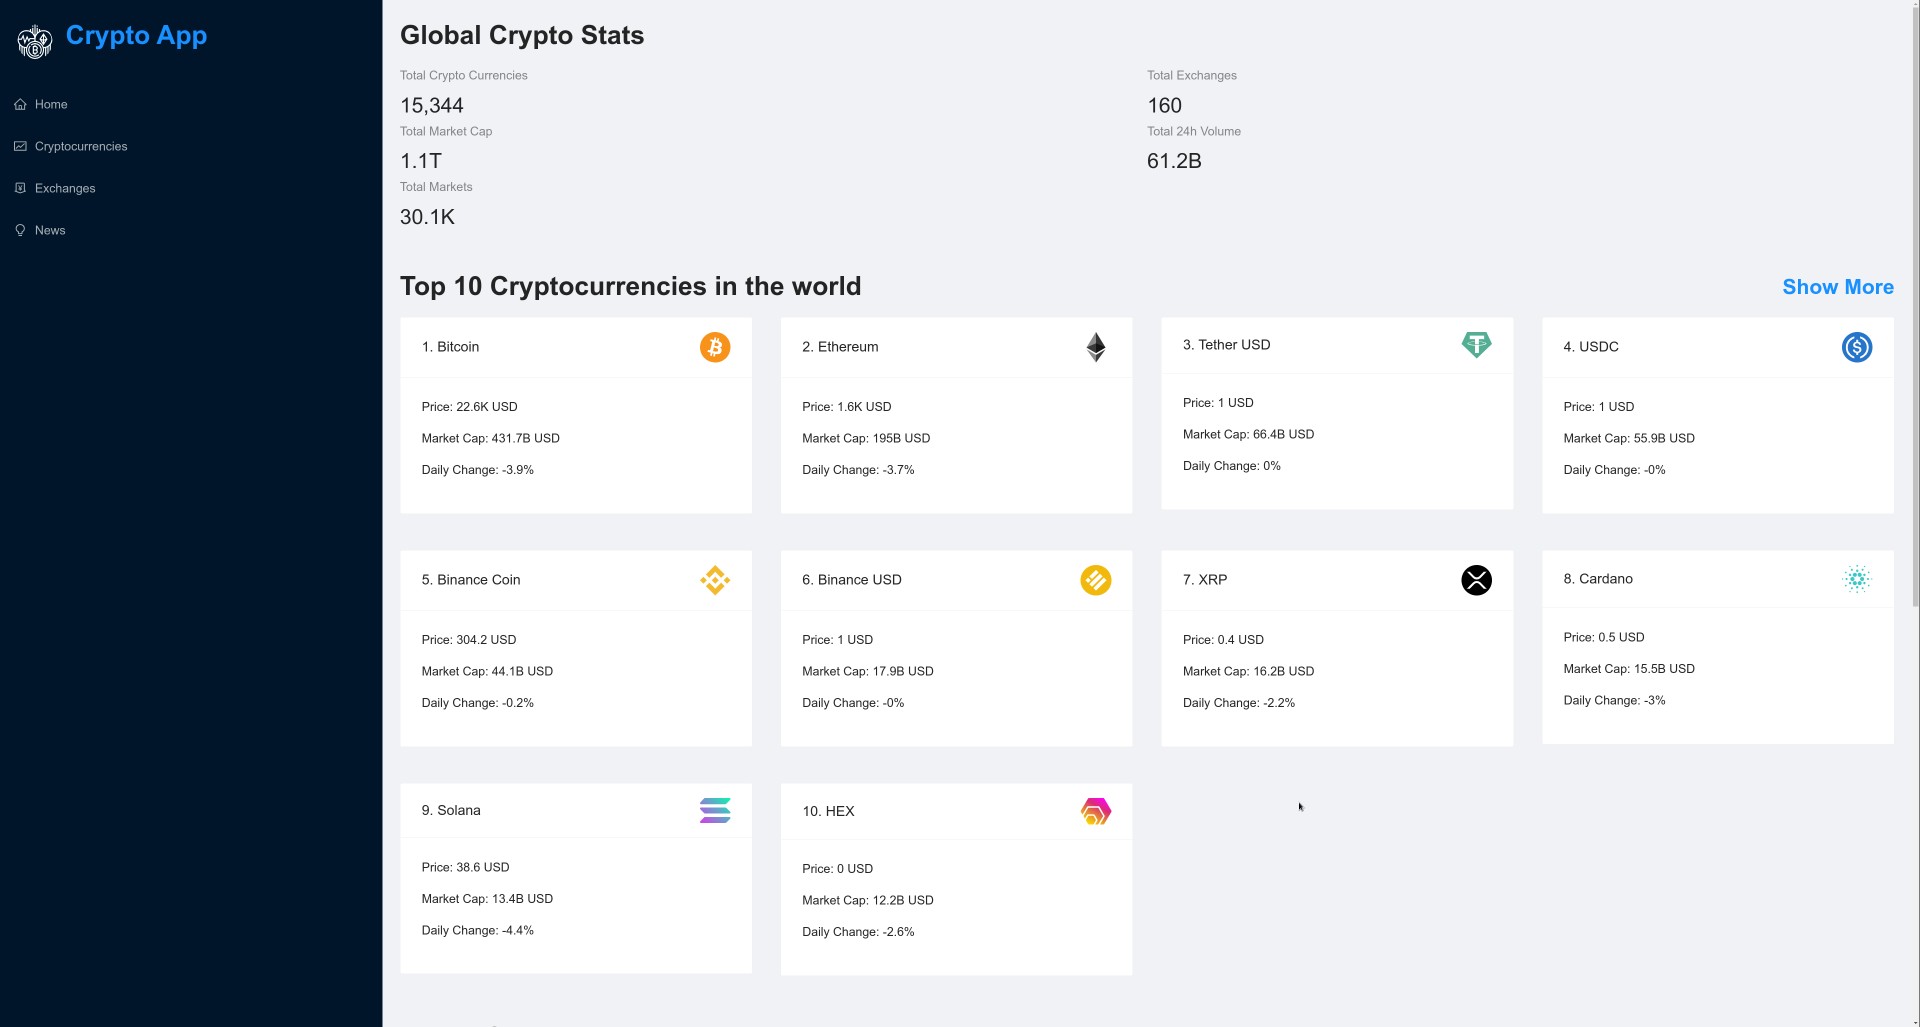 Crypto App
Home
Cryptocurrencies
Exchanges
News
Global Crypto Stats
Total Crypto Currencies
15,344
Total Exchanges
160
Total Market Cap
1.1T
Total 24h Volume
61.2B
Total Markets
30.1K
Top 10 Cryptocurrencies in the world
Show More
1. Bitcoin
Price: 22.6K USD
Market Cap: 431.7B USD
Daily Change: -3.9%
2. Ethereum
Price: 1.6K USD
Market Cap: 195B USD
Daily Change: -3.7%
3. Tether USD
Price: 1 USD
Market Cap: 66.4B USD
Daily Change: 0%
4. USDC
Price: 1 USD
Market Cap: 55.9B USD
Daily Change: -0%
5. Binance Coin
Price: 304.2 USD
Market Cap: 44.1B USD
Daily Change: -0.2%
6. Binance USD
Price: 1 USD
Market Cap: 17.9B USD
Daily Change: -0%
7. XRP
Price: 0.4 USD
Market Cap: 16.2B USD
Daily Change: -2.2%
8. Cardano
Price: 0.5 USD
Market Cap: 15.5B USD
Daily Change: -3%
9. Solana
Price: 38.6 USD
Market Cap: 13.4B USD
Daily Change: -4.4%
10. HEX
Price: 0 USD
Market Cap: 12.2B USD
Daily Change: -2.6%